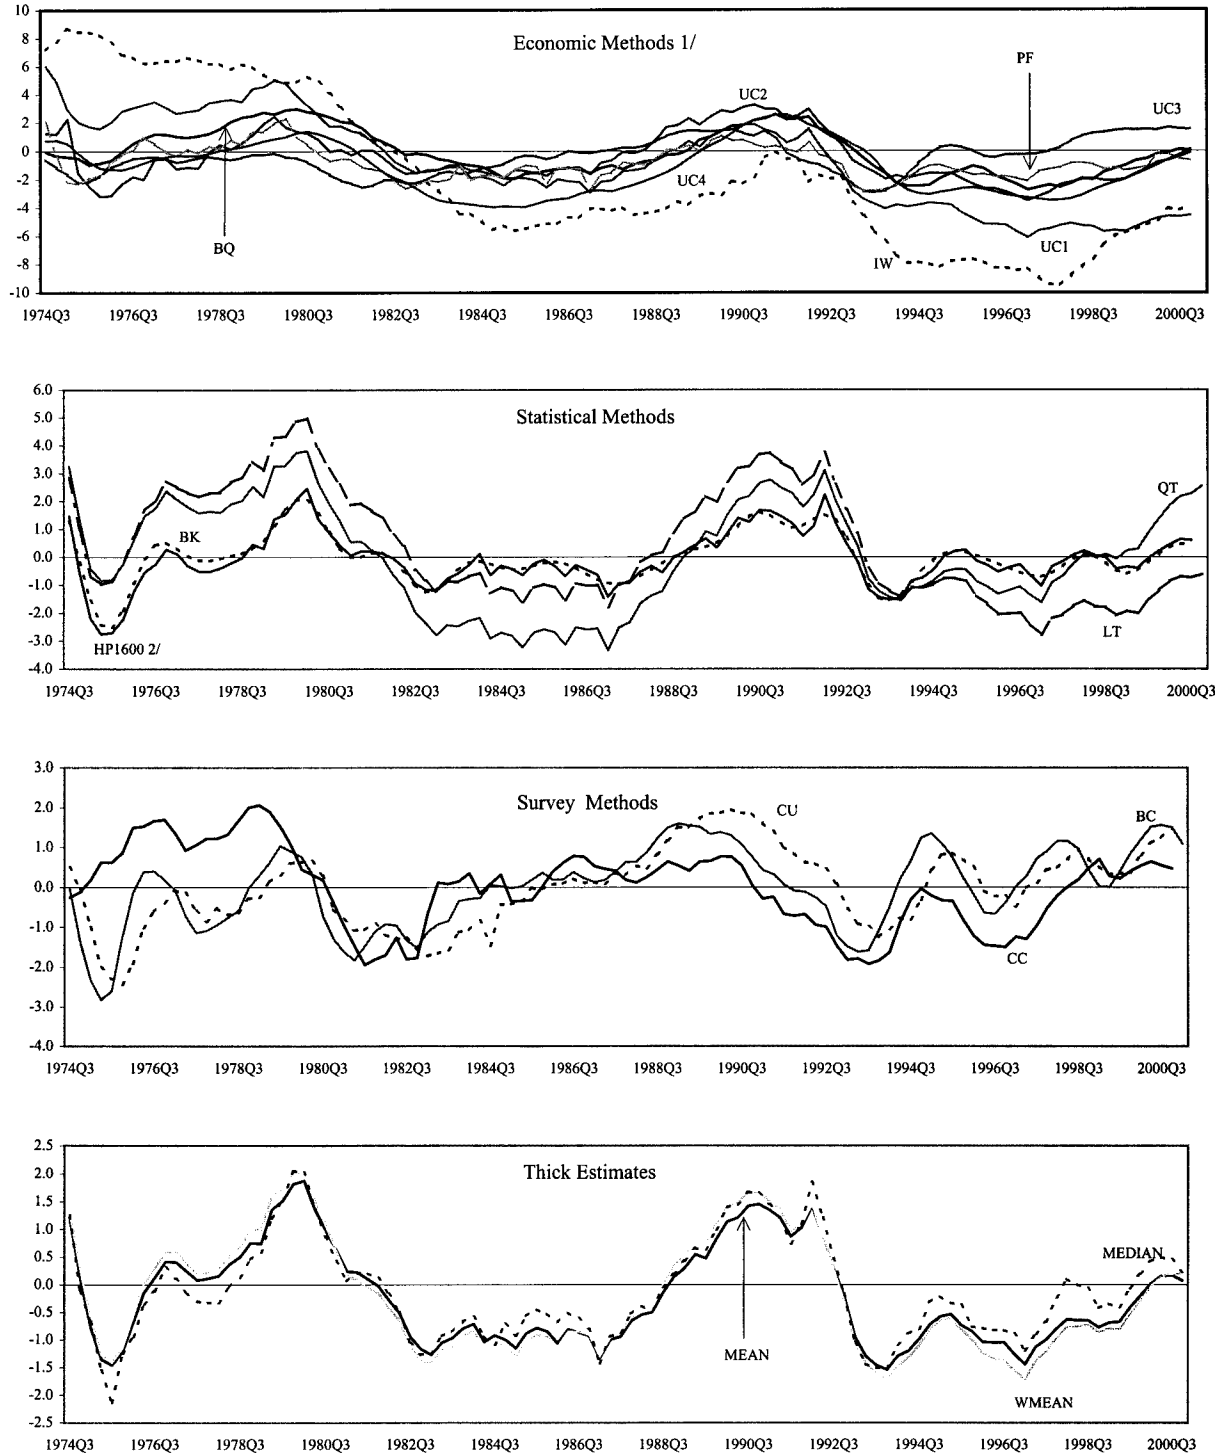 10
Economic Methods 1/
8
PF
6
4
UC2
UC3
2
0
-2
UC4
-4
-6
BQ
UC1
-8
IW
-10
1974Q3 1976Q3 1978Q3 1980Q3 1982Q3 1984Q3 1986Q3 1988Q3 1990Q3 1992Q3 1994Q3 1996Q3 1998Q3 2000Q3
6.0
Statistical Methods
5.0
4.0
3.0
QT
2.0
1.0
BK
0.0
-1.0
-2.0
LT
-3.0
HP1600 2/
-4.0
1974Q3 1976Q3 1978Q3 1980Q3 1982Q3 1984Q3 1986Q3 1988Q3 1990Q3 1992Q3 1994Q3 1996Q3 1998Q3 2000Q3
3.0
Survey Methods
2.0
CU
BC
1.0
0.0
-1.0
CC
-2.0
-3.0
-4.0
1974Q3 1976Q3 1978Q3 1980Q3 1982Q3 1984Q3 1986Q3 1988Q3 1990Q3 1992Q3 1994Q3 1996Q3 1998Q3 2000Q3
2.5
Thick Estimates
2.0
1.5
1.0
0.5
MEDIAN
0.0
-0.5
-1.0
MEAN
-1.5
-2.0
WMEAN
-2.5
1974Q3 1976Q3 1978Q3 1980Q3 1982Q3 1984Q3 1986Q3 1988Q3 1990Q3 1992Q3 1994Q3 1996Q3 1998Q3 2000Q3